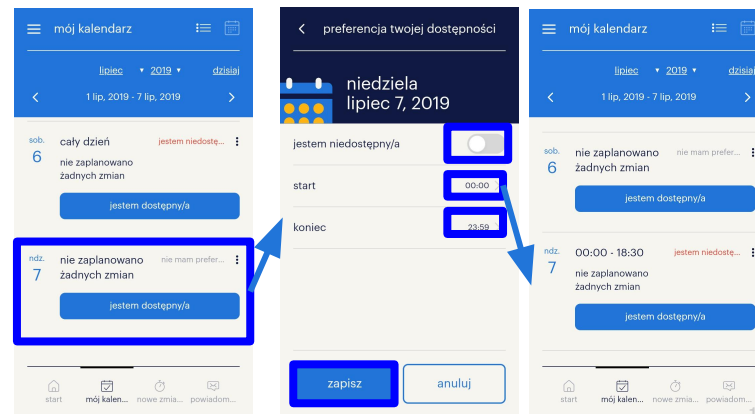 mój kalendarz
lipiec 2019 dzisiaj
1 lip, 2019 - 7 lip, 2019
sob.
6
cały dzień
jestem niedostę...
nie zaplanowano
żadnych zmian
jestem dostępny/a
ndz.
7
nie zaplanowano
żadnych zmian
nie mam prefer...
jestem dostępny/a
start
mój kalen...
nowe zmia...
powiadom...
preferencja twojej dostępności
niedziela
lipiec 7, 2019
jestem niedostępny/a
start
00:00
koniec
23:59
zapisz
anuluj
mój kalendarz
lipiec 2019 dzisiaj
1 lip, 2019 - 7 lip, 2019
sob.
6
nie zaplanowano
żadnych zmian
nie mam prefer...
jestem dostępny/a
ndz.
7
00:00 - 18:30
jestem niedostę...
nie zaplanowano
żadnych zmian
jestem dostępny/a
start
mój kalen...
nowe zmia...
powiadom...